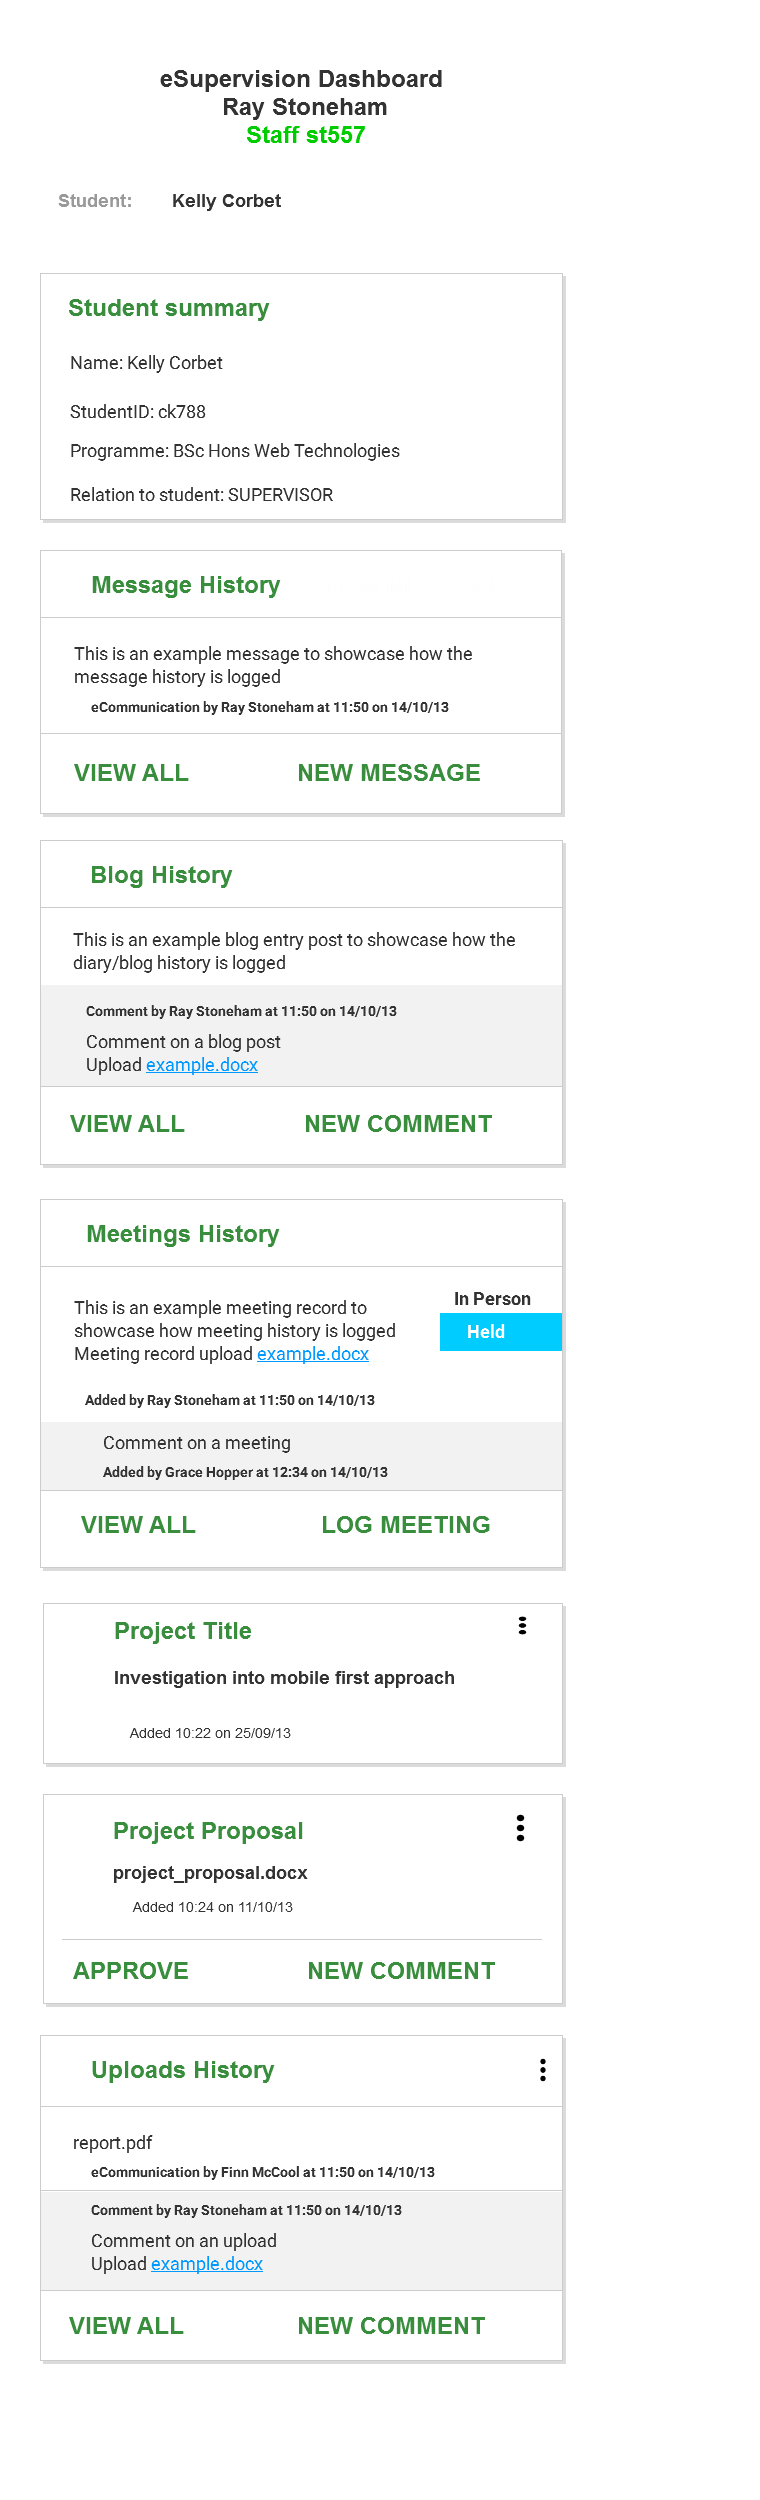 eSupervision Dashboard
Ray Stoneham
Staff st557
Student: Kelly Corbet
Student summary
Name: Kelly Corbet
StudentID: ck788
Programme: BSc Hons Web Technologies
Relation to student: SUPERVISOR
Message History
This is an example message to showcase how the
message history is logged
eCommunication by Ray Stoneham at 11:50 on 14/10/13
VIEW ALL NEW MESSAGE
Blog History
This is an example blog entry post to showcase how the
diary/blog history is logged
Comment by Ray Stoneham at 11:50 on 14/10/13
Comment on a blog post
Upload example.docx
VIEW ALL NEW COMMENT
Meetings History
In Person
Held
This is an example meeting record to
showcase how meeting history is logged
Meeting record upload example.docx
Added by Ray Stoneham at 11:50 on 14/10/13
Comment on a meeting
Added by Grace Hopper at 12:34 on 14/10/13
VIEW ALL LOG MEETING
Project Title
Investigation into mobile first approach
Added 10:22 on 25/09/13
Project Proposal
project_proposal.docx
Added 10:24 on 11/10/13
APPROVE NEW COMMENT
Uploads History
report.pdf
eCommunication by Finn McCool at 11:50 on 14/10/13
Comment by Ray Stoneham at 11:50 on 14/10/13
Comment on an upload
Upload example.docx
VIEW ALL NEW COMMENT